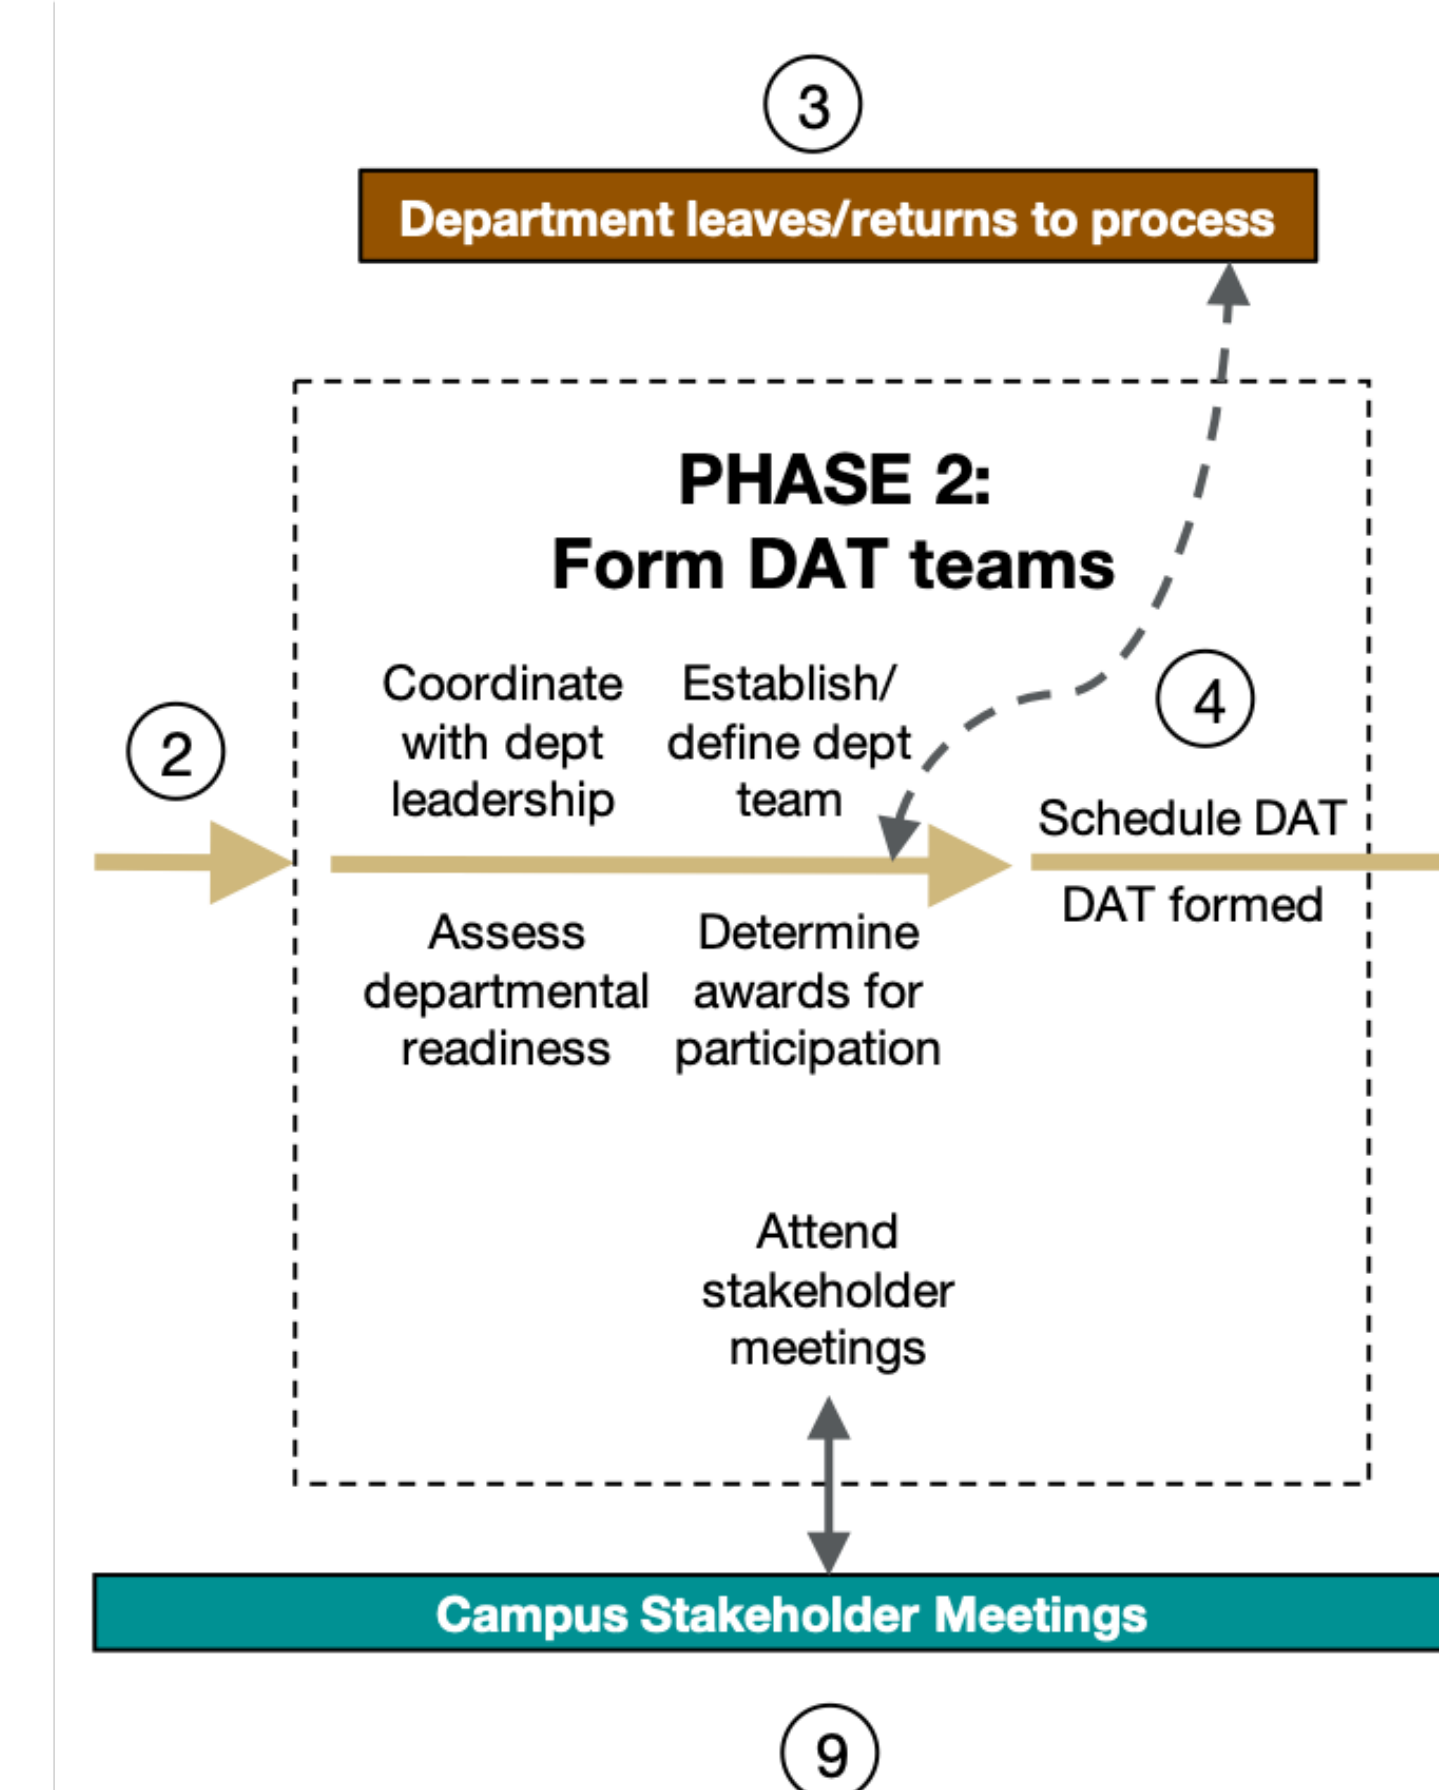 3
Department leaves/returns to process
PHASE 2:
Form DAT teams
2
Coordinate
with dept
leadership
Establish/
define dept
team
4
Schedule DAT
DAT formed
Assess
departmental
readiness
Determine
awards for
participation
Attend
stakeholder
meetings
Campus Stakeholder Meetings
9